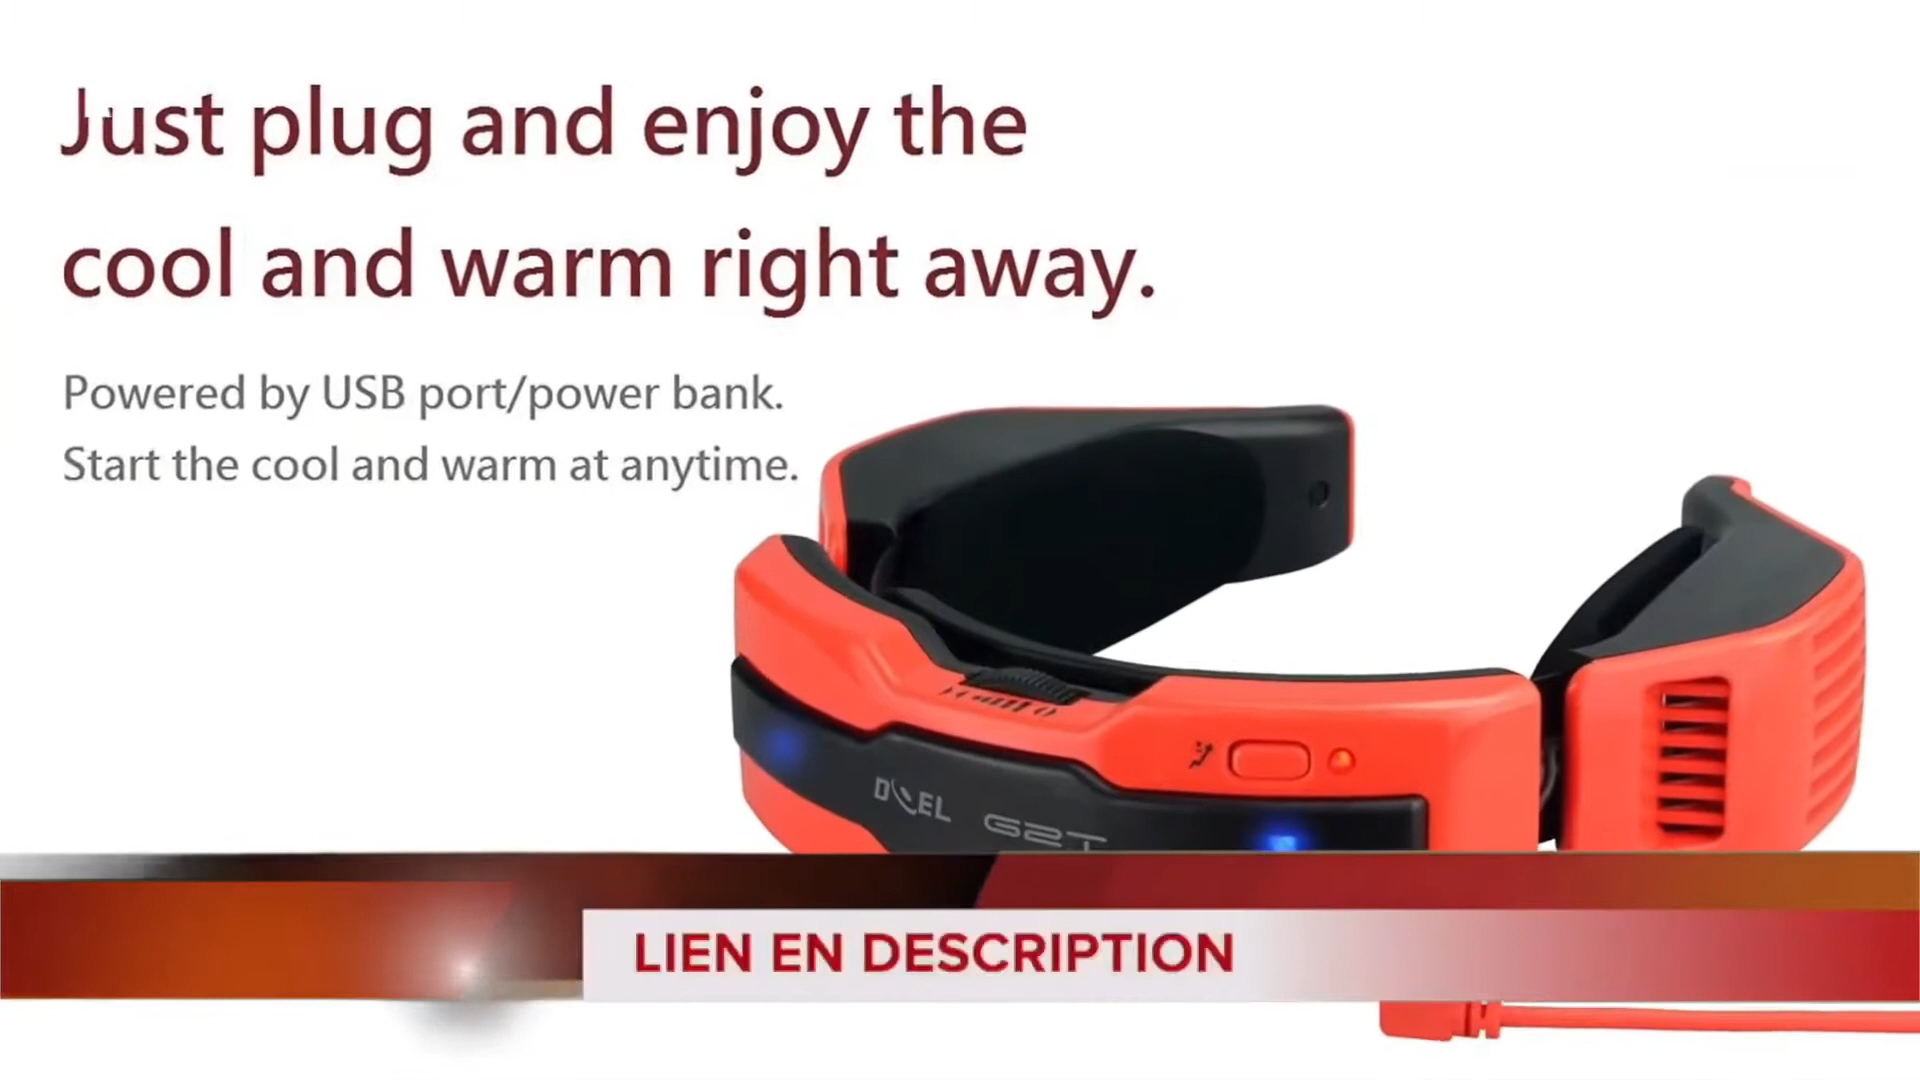 Just plug and enjoy the
cool and warm right away.
Powered by USB port/power bank.
Start the cool and warm at anytime.
G2T
LIEN EN DESCRIPTION